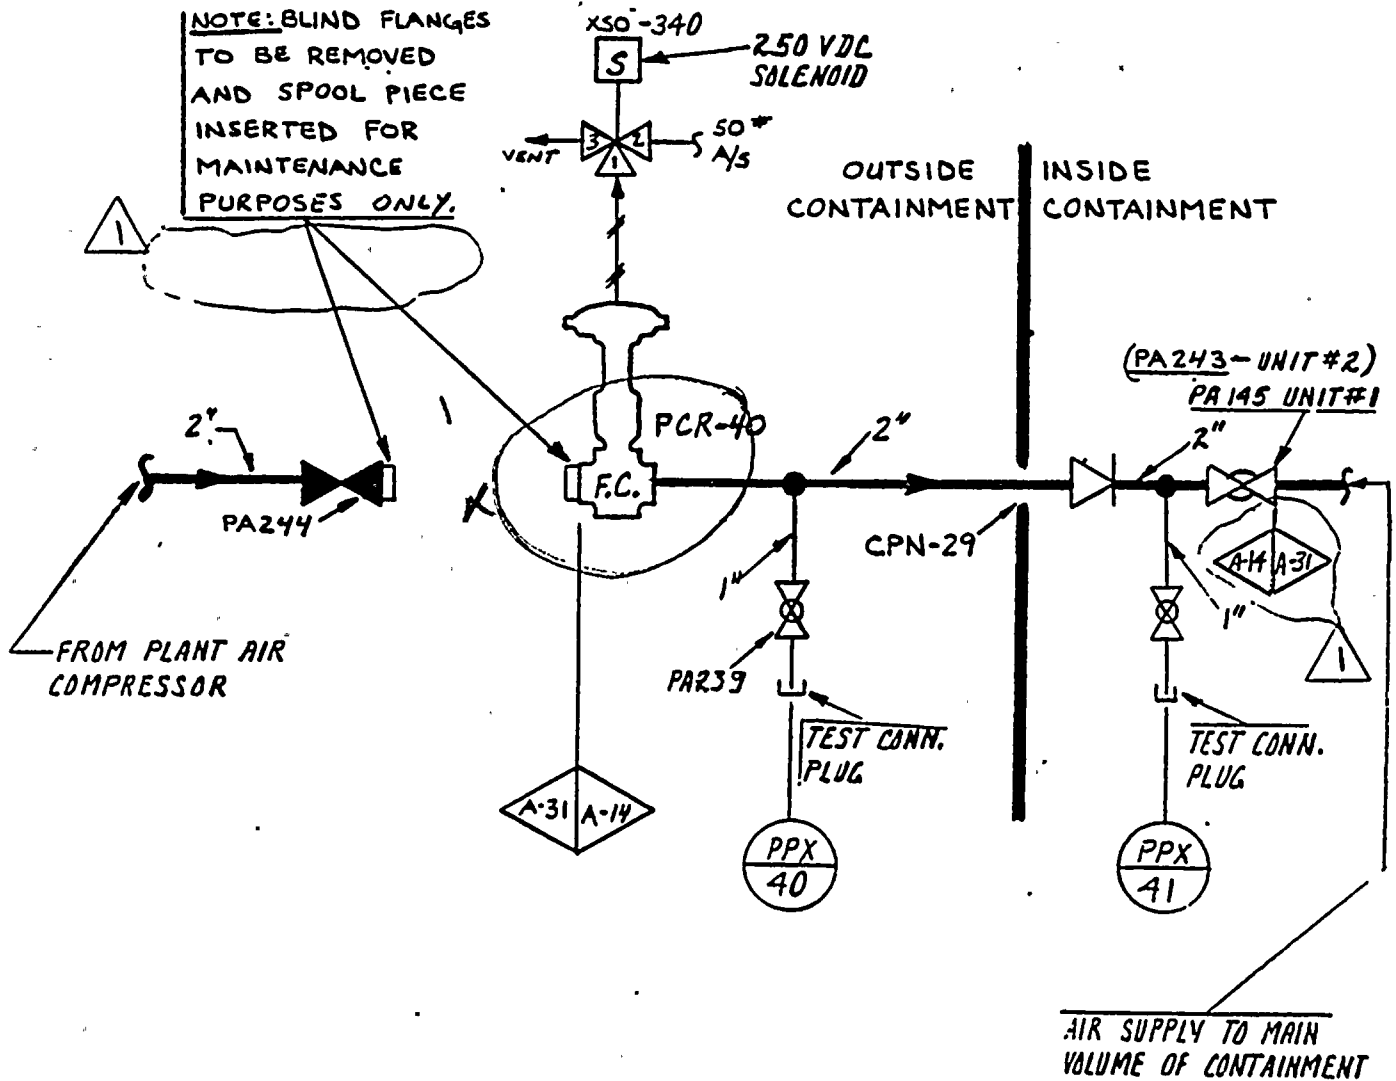 NOTE: BLIND FLANGES
TO BE REMOVED
AND SPOOL PIECE
INSERTED FOR
MAINTENANCE
PURPOSES ONLY.
1
XSO-340
S
250 VDC
SOLENOID
3
2
1
VENT
50#
A/S
OUTSIDE
CONTAINMENT
INSIDE
CONTAINMENT
(PA243-UNIT #2)
PA145 UNIT #1
2"
PA244
PCR-40
F.C.
2"
2"
CPN-29
A-14
A-31
1"
1"
1
FROM PLANT AIR
COMPRESSOR
PA239
TEST CONN.
PLUG
TEST CONN.
PLUG
A-31
A-14
PPX
40
PPX
41
AIR SUPPLY TO MAIN
VOLUME OF CONTAINMENT